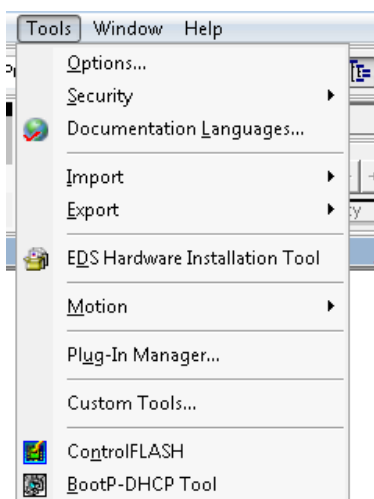 Tools Window Help
Options...
Security
Documentation Languages...
Import
Export
EDS Hardware Installation Tool
Motion
Plug-In Manager...
Custom Tools...
ControlFLASH
BootP-DHCP Tool